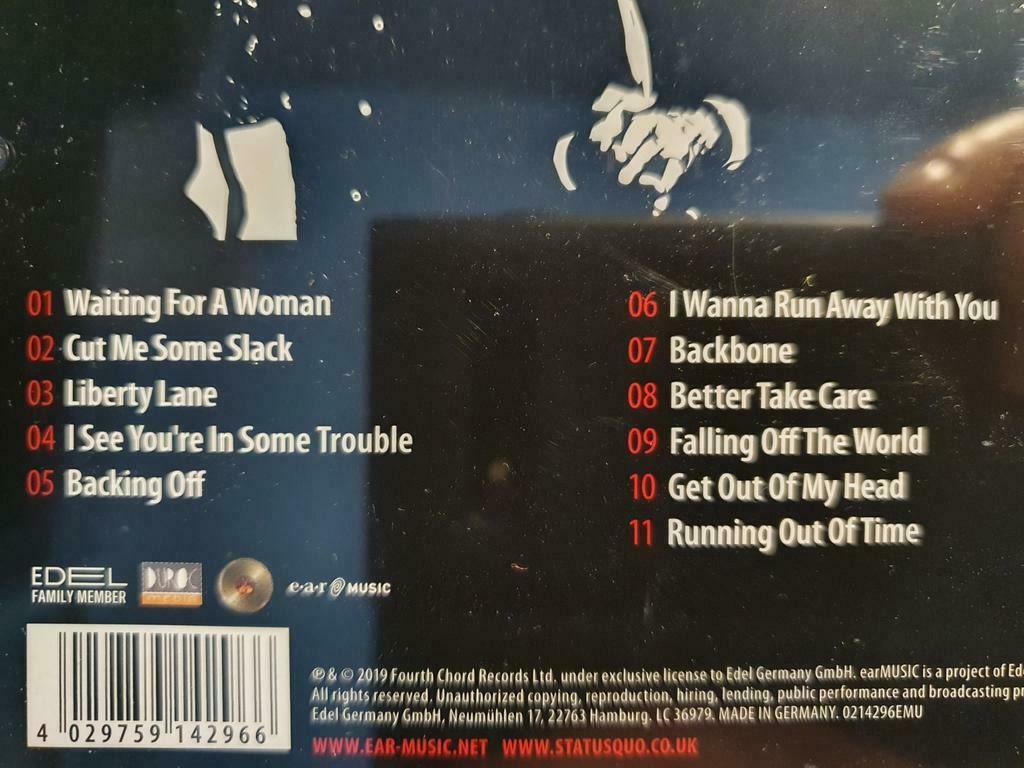 01 Waiting For A Woman
02 Cut Me Some Slack
03 Liberty Lane
04 I See You're In Some Trouble
05 Backing Off
06 I Wanna Run Away With You
07 Backbone
08 Better Take Care
09 Falling Off The World
10 Get Out Of My Head
11 Running Out Of Time
EDEL
FAMILY MEMBER
DUROC
media
e·a·r MUSIC
4 029759 142966
℗ & © 2019 Fourth Chord Records Ltd. under exclusive license to Edel Germany GmbH. earMUSIC is a project of Ed
All rights reserved. Unauthorized copying, reproduction, hiring, lending, public performance and broadcasting pr
Edel Germany GmbH, Neumühlen 17, 22763 Hamburg. LC 36979. MADE IN GERMANY. 0214296EMU
WWW.EAR-MUSIC.NET WWW.STATUSQUO.CO.UK